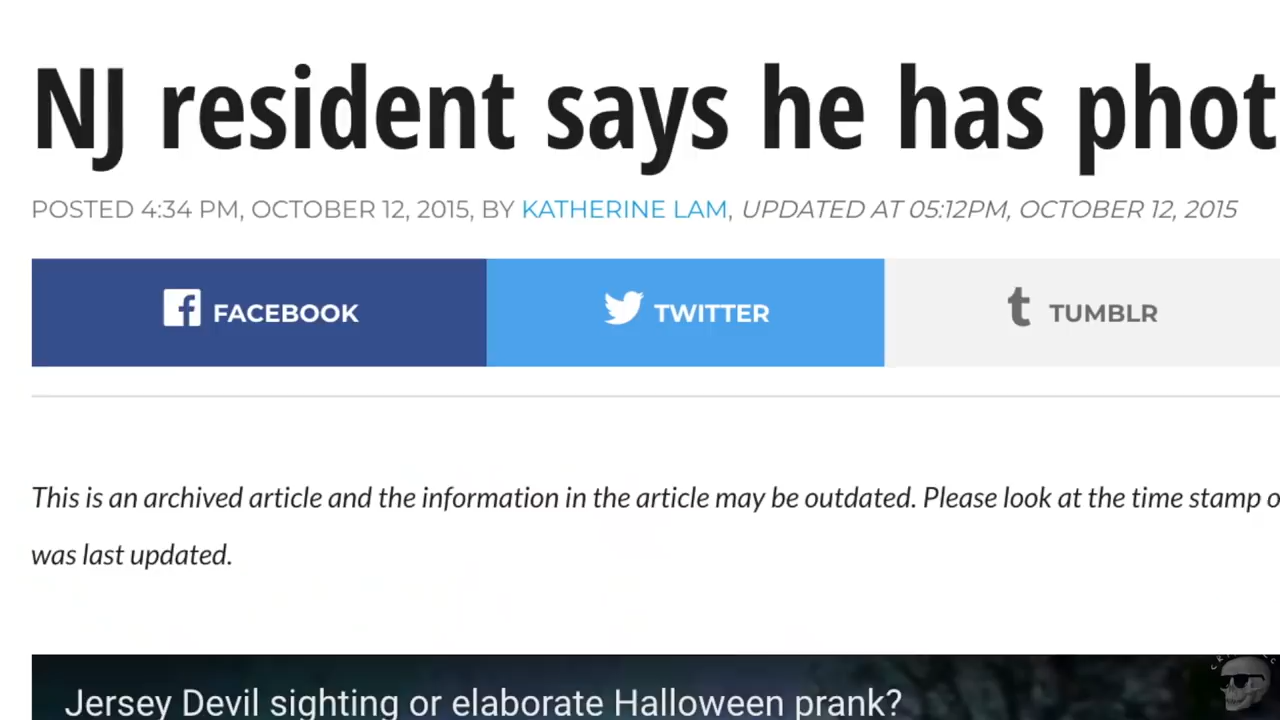 NJ resident says he has phot
POSTED 4:34 PM, OCTOBER 12, 2015, BY KATHERINE LAM, UPDATED AT 05:12PM, OCTOBER 12, 2015
FACEBOOK TWITTER TUMBLR
This is an archived article and the information in the article may be outdated. Please look at the time stamp o
was last updated.
Jersey Devil sighting or elaborate Halloween prank?